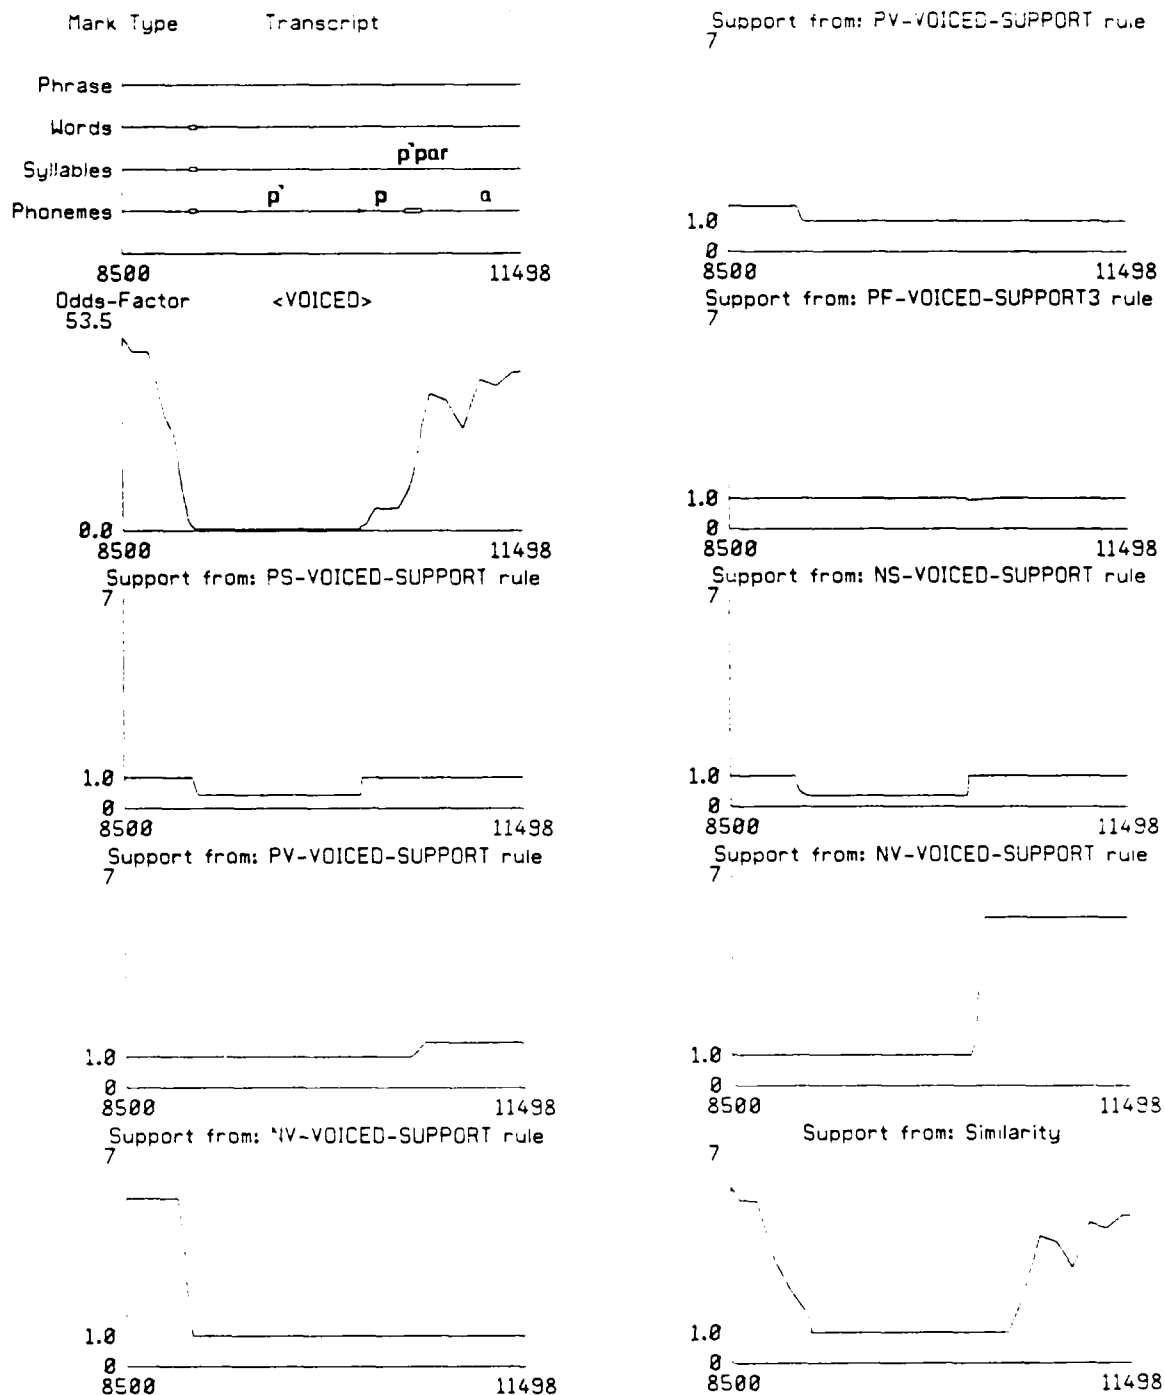 Mark Type Transcript
Phrase
Words
Syllables p`par
Phonemes p` p a
8500 11498
Odds-Factor <VOICED>
53.5
0.0
8500 11498
Support from: PS-VOICED-SUPPORT rule
7
1.0
0
8500 11498
Support from: PV-VOICED-SUPPORT rule
7
1.0
0
8500 11498
Support from: NV-VOICED-SUPPORT rule
7
1.0
0
8500 11498
Support from: PV-VOICED-SUPPORT rule
7
1.0
0
8500 11498
Support from: PF-VOICED-SUPPORT3 rule
7
1.0
0
8500 11498
Support from: NS-VOICED-SUPPORT rule
7
1.0
0
8500 11498
Support from: NV-VOICED-SUPPORT rule
7
1.0
0
8500 11498
Support from: Similarity
7
1.0
0
8500 11498